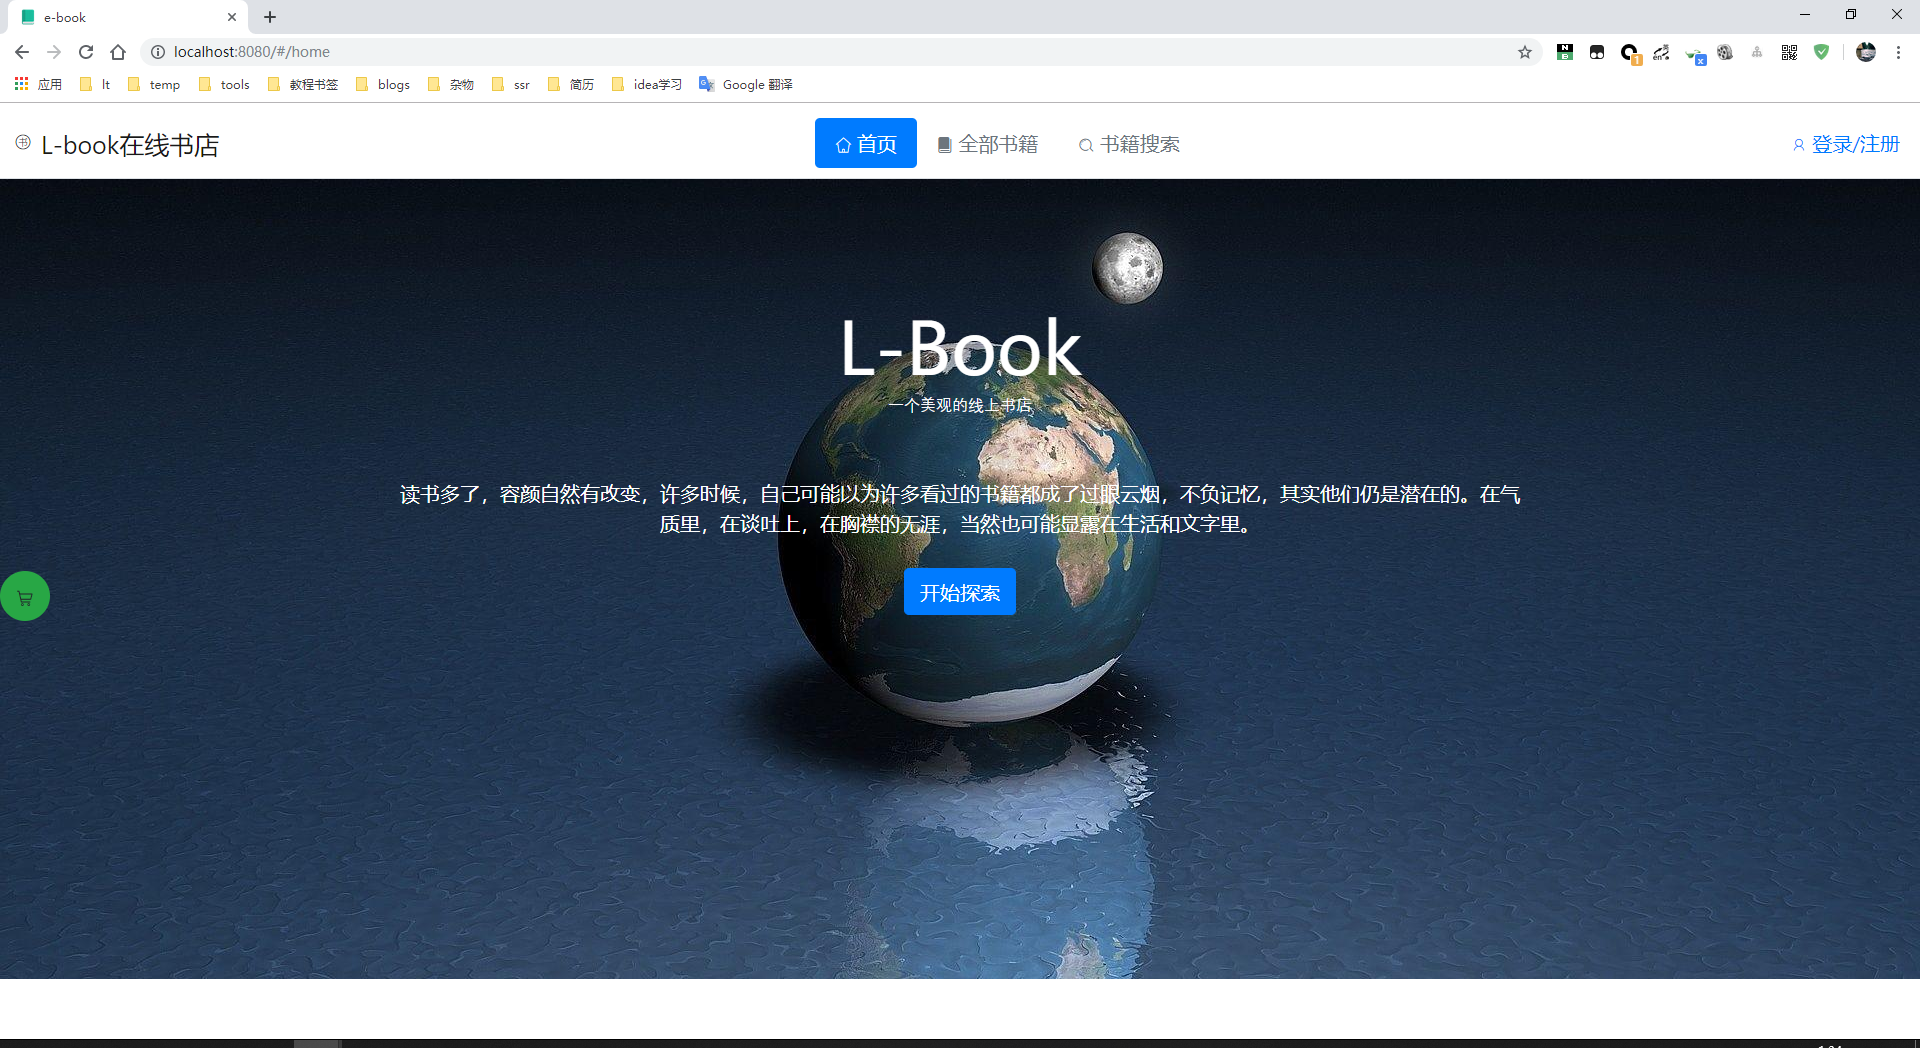 e-book
localhost:8080/#/home
应用 lt temp tools 教程书签 blogs 杂物 ssr 简历 idea学习 Google 翻译
L-book在线书店 首页 全部书籍 书籍搜索 登录/注册
L-Book
一个美观的线上书店
读书多了，容颜自然有改变，许多时候，自己可能以为许多看过的书籍都成了过眼云烟，不负记忆，其实他们仍是潜在的。在气
质里，在谈吐上，在胸襟的无涯，当然也可能显露在生活和文字里。
开始探索